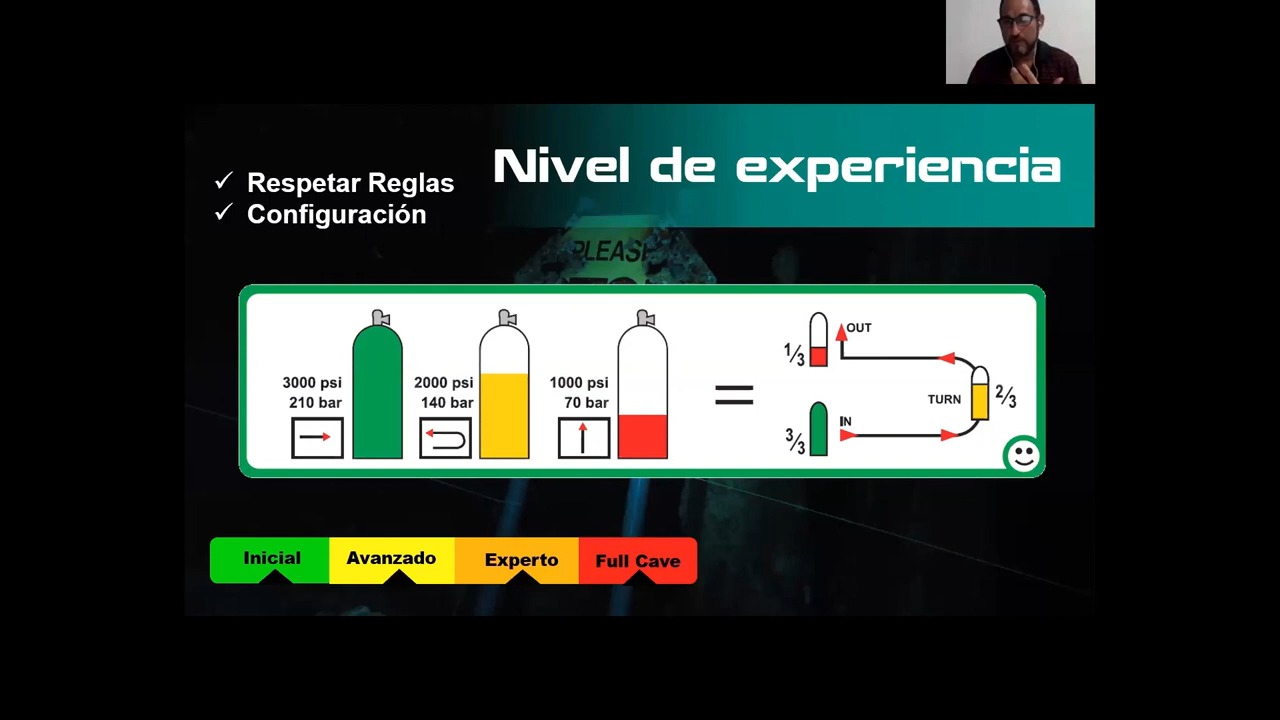 Nivel de experiencia
✓ Respetar Reglas
✓ Configuración
PLEASE
3000 psi
210 bar
2000 psi
140 bar
1000 psi
70 bar
=
1/3
OUT
TURN
2/3
3/3
IN
Inicial
Avanzado
Experto
Full Cave